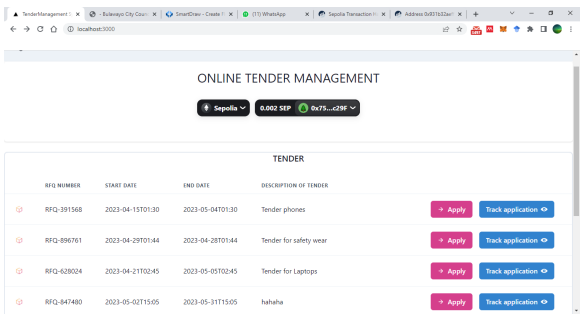 TenderManagement S
- Bulawayo City Counc
SmartDraw - Create Fl
(11) WhatsApp
Sepolia Transaction H
Address 0x931b32ae
localhost:3000
ONLINE TENDER MANAGEMENT
Sepolia
0.002 SEP 0x75...c29F
TENDER
RFQ NUMBER START DATE END DATE DESCRIPTION OF TENDER
RFQ-391568 2023-04-15T01:30 2023-05-04T01:30 Tender phones Apply Track application
RFQ-896761 2023-04-29T01:44 2023-04-28T01:44 Tender for safety wear Apply Track application
RFQ-628024 2023-04-21T02:45 2023-05-05T02:45 Tender for Laptops Apply Track application
RFQ-847480 2023-05-02T15:05 2023-05-31T15:05 hahaha Apply Track application